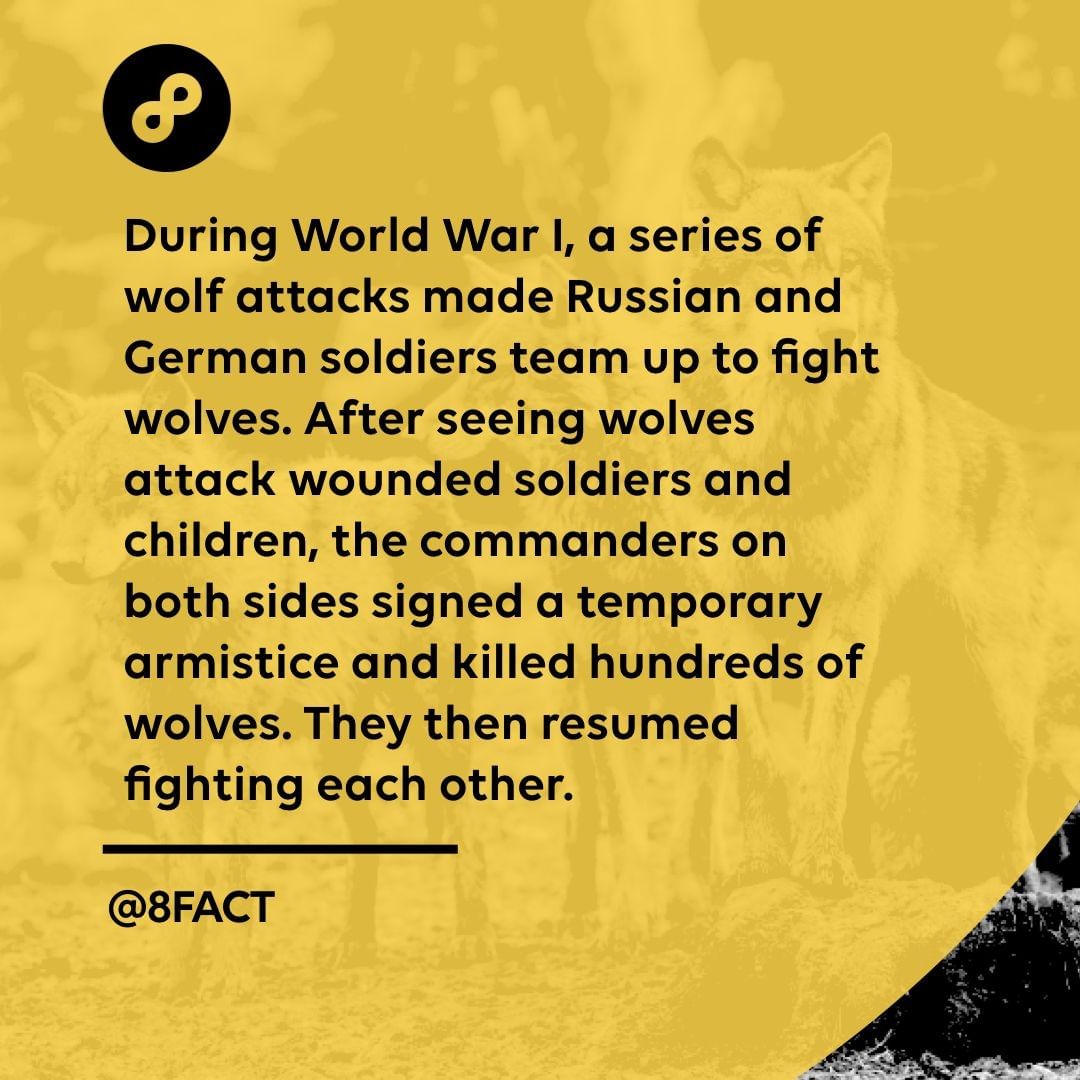 During World War I, a series of
wolf attacks made Russian and
German soldiers team up to fight
wolves. After seeing wolves
attack wounded soldiers and
children, the commanders on
both sides signed a temporary
armistice and killed hundreds of
wolves. They then resumed
fighting each other.
@8FACT